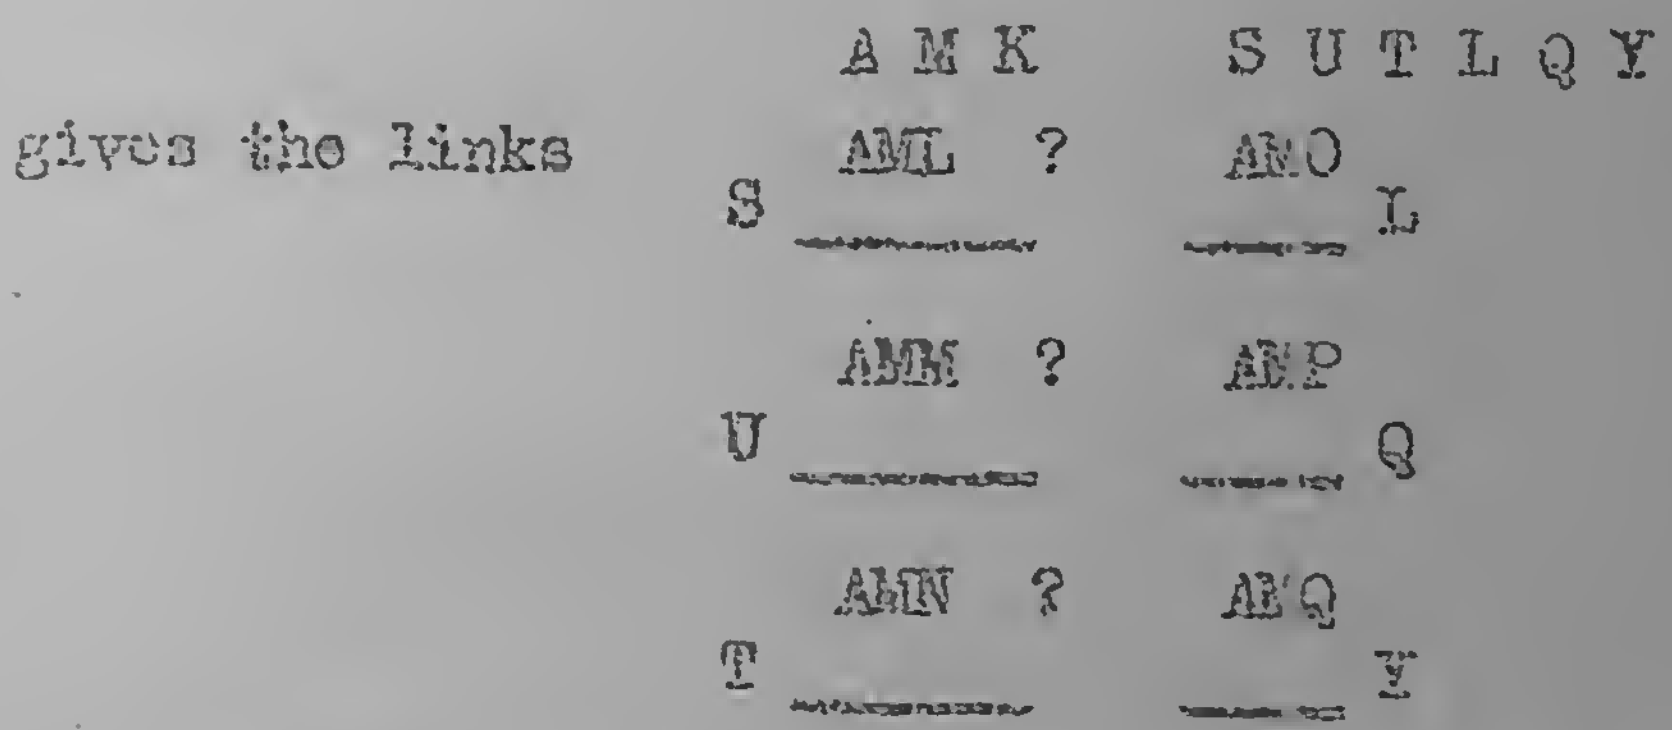 A M K S U T L Q Y
gives the links AML ? AMO
S L
AMM ? AMP
U Q
AMN ? AMQ
T Y